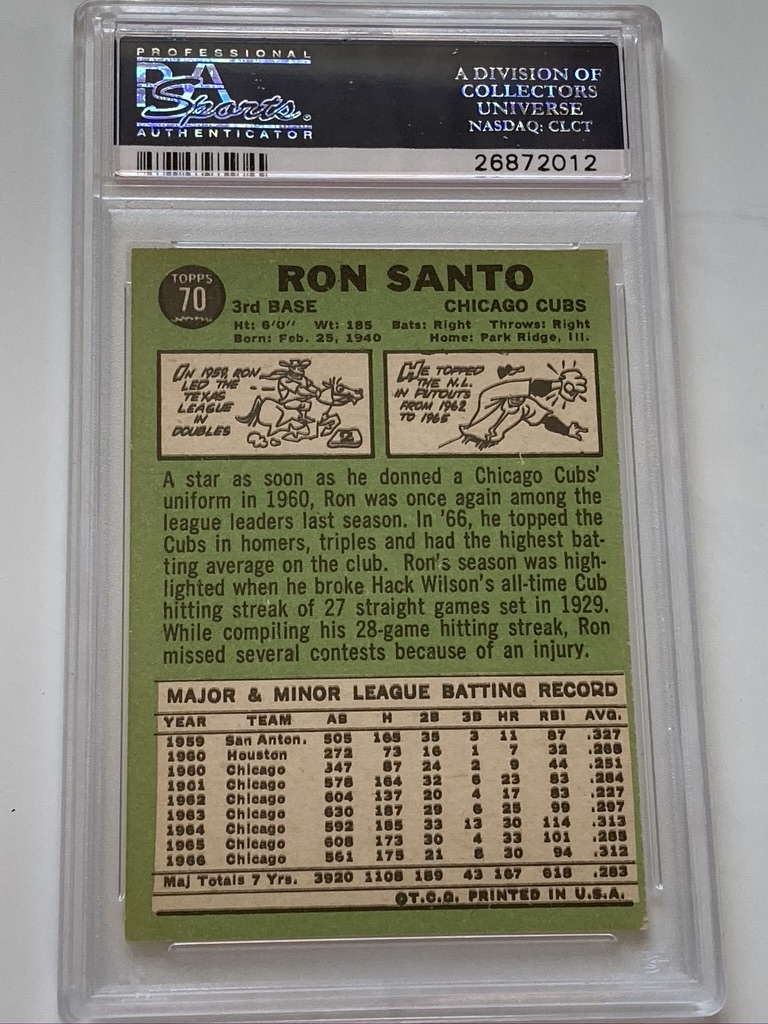 PROFESSIONAL
PSA
Sports.
AUTHENTICATOR
A DIVISION OF
COLLECTORS
UNIVERSE
NASDAQ: CLCT
26872012
TOPPS
70
RON SANTO
3rd BASE CHICAGO CUBS
Ht: 6'0" Wt: 185 Bats: Right Throws: Right
Born: Feb. 25, 1940 Home: Park Ridge, Ill.
IN 1959, RON
LED THE
TEXAS
LEAGUE
IN
DOUBLES
2
HE TOPPED
THE N.L.
IN PUTOUTS
FROM 1962
TO 1965
A star as soon as he donned a Chicago Cubs'
uniform in 1960, Ron was once again among the
league leaders last season. In '66, he topped the
Cubs in homers, triples and had the highest bat-
ting average on the club. Ron's season was high-
lighted when he broke Hack Wilson's all-time Cub
hitting streak of 27 straight games set in 1929.
While compiling his 28-game hitting streak, Ron
missed several contests because of an injury.
MAJOR & MINOR LEAGUE BATTING RECORD
YEAR TEAM AB H 2B 3B HR RBI AVG.
1959 San Anton. 505 165 35 3 11 87 .327
1960 Houston 272 73 16 1 7 32 .268
1960 Chicago 347 87 24 2 9 44 .251
1961 Chicago 578 164 32 6 23 83 .284
1962 Chicago 604 137 20 4 17 83 .227
1963 Chicago 630 187 29 6 25 99 .297
1964 Chicago 592 185 33 13 30 114 .313
1965 Chicago 608 173 30 4 33 101 .285
1966 Chicago 561 175 21 8 30 94 .312
Maj Totals 7 Yrs. 3920 1108 189 43 167 618 .283
©T.C.G. PRINTED IN U.S.A.